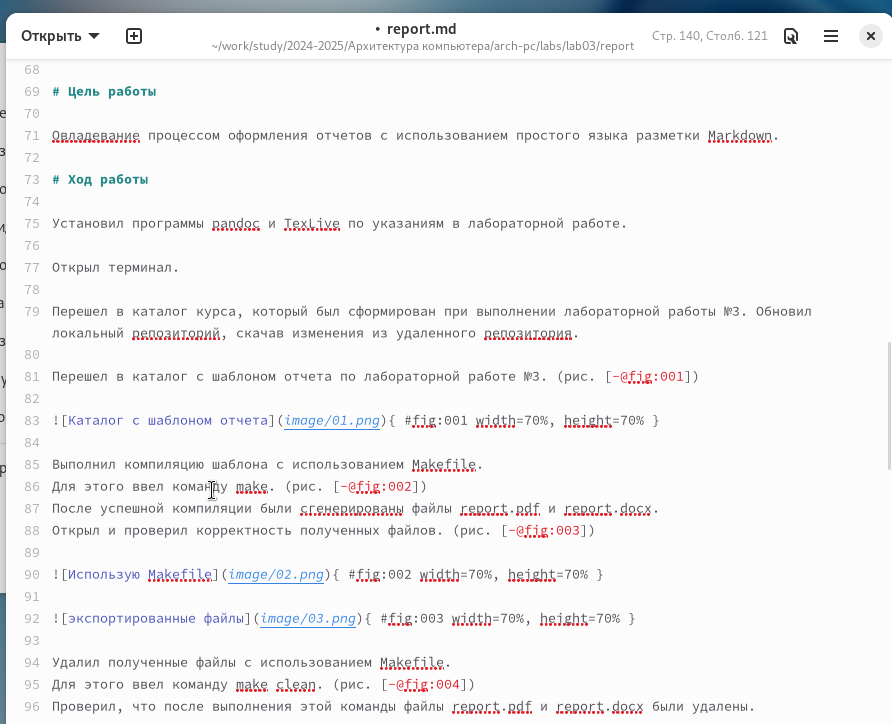 Открыть
• report.md
~/work/study/2024-2025/Архитектура компьютера/arch-pc/labs/lab03/report
Стр. 140, Столб. 121
68
69 # Цель работы
70
71 Овладевание процессом оформления отчетов с использованием простого языка разметки Markdown.
72
73 # Ход работы
74
75 Установил программы pandoc и TexLive по указаниям в лабораторной работе.
76
77 Открыл терминал.
78
79 Перешел в каталог курса, который был сформирован при выполнении лабораторной работы №3. Обновил
локальный репозиторий, скачав изменения из удаленного репозитория.
80
81 Перешел в каталог с шаблоном отчета по лабораторной работе №3. (рис. [-@fig:001])
82
83 ![Каталог с шаблоном отчета](image/01.png){ #fig:001 width=70%, height=70% }
84
85 Выполнил компиляцию шаблона с использованием Makefile.
86 Для этого ввел команду make. (рис. [-@fig:002])
87 После успешной компиляции были сгенерированы файлы report.pdf и report.docx.
88 Открыл и проверил корректность полученных файлов. (рис. [-@fig:003])
89
90 ![Использую Makefile](image/02.png){ #fig:002 width=70%, height=70% }
91
92 ![экспортированные файлы](image/03.png){ #fig:003 width=70%, height=70% }
93
94 Удалил полученные файлы с использованием Makefile.
95 Для этого ввел команду make clean. (рис. [-@fig:004])
96 Проверил, что после выполнения этой команды файлы report.pdf и report.docx были удалены.